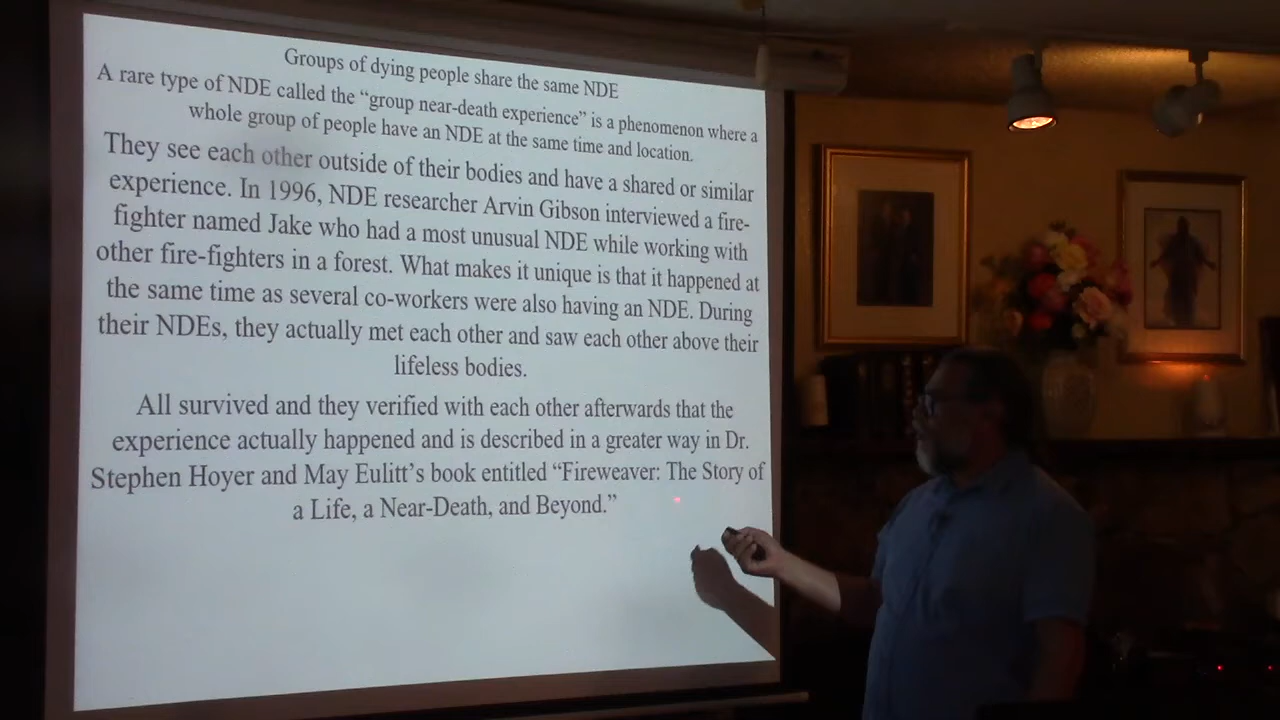 Groups of dying people share the same NDE
A rare type of NDE called the “group near-death experience” is a phenomenon where a
whole group of people have an NDE at the same time and location.
They see each other outside of their bodies and have a shared or similar
experience. In 1996, NDE researcher Arvin Gibson interviewed a fire-
fighter named Jake who had a most unusual NDE while working with
other fire-fighters in a forest. What makes it unique is that it happened at
the same time as several co-workers were also having an NDE. During
their NDEs, they actually met each other and saw each other above their
lifeless bodies.
All survived and they verified with each other afterwards that the
experience actually happened and is described in a greater way in Dr.
Stephen Hoyer and May Eulitt’s book entitled “Fireweaver: The Story of
a Life, a Near-Death, and Beyond.”